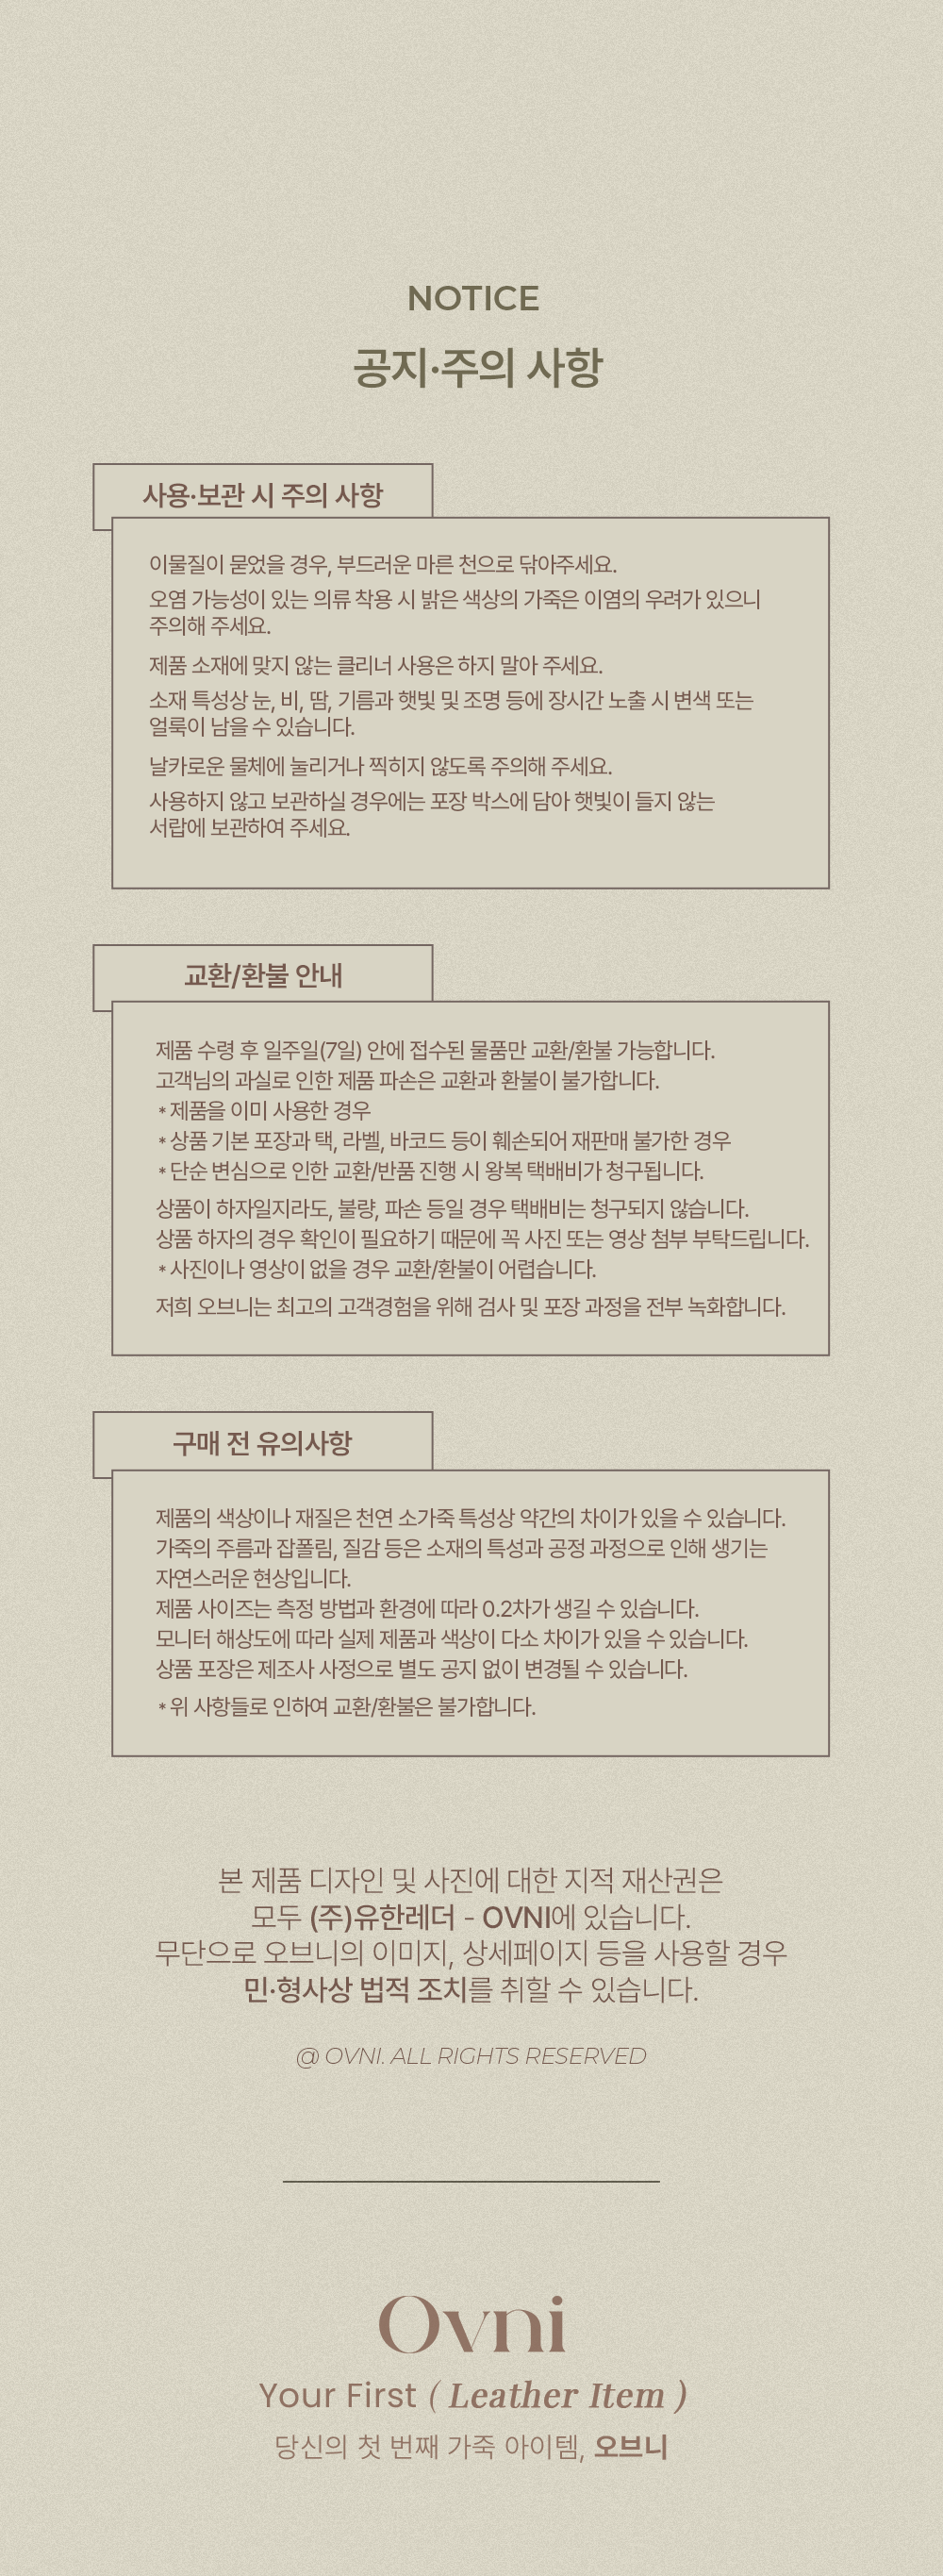 NOTICE
공지·주의 사항
사용·보관 시 주의 사항
이물질이 묻었을 경우, 부드러운 마른 천으로 닦아주세요.
오염 가능성이 있는 의류 착용 시 밝은 색상의 가죽은 이염의 우려가 있으니
주의해 주세요.
제품 소재에 맞지 않는 클리너 사용은 하지 말아 주세요.
소재 특성상 눈, 비, 땀, 기름과 햇빛 및 조명 등에 장시간 노출 시 변색 또는
얼룩이 남을 수 있습니다.
날카로운 물체에 눌리거나 찍히지 않도록 주의해 주세요.
사용하지 않고 보관하실 경우에는 포장 박스에 담아 햇빛이 들지 않는
서랍에 보관하여 주세요.
교환/환불 안내
제품 수령 후 일주일(7일) 안에 접수된 물품만 교환/환불 가능합니다.
고객님의 과실로 인한 제품 파손은 교환과 환불이 불가합니다.
* 제품을 이미 사용한 경우
* 상품 기본 포장과 택, 라벨, 바코드 등이 훼손되어 재판매 불가한 경우
* 단순 변심으로 인한 교환/반품 진행 시 왕복 택배비가 청구됩니다.
상품이 하자일지라도, 불량, 파손 등일 경우 택배비는 청구되지 않습니다.
상품 하자의 경우 확인이 필요하기 때문에 꼭 사진 또는 영상 첨부 부탁드립니다.
* 사진이나 영상이 없을 경우 교환/환불이 어렵습니다.
저희 오브니는 최고의 고객경험을 위해 검사 및 포장 과정을 전부 녹화합니다.
구매 전 유의사항
제품의 색상이나 재질은 천연 소가죽 특성상 약간의 차이가 있을 수 있습니다.
가죽의 주름과 잡폴림, 질감 등은 소재의 특성과 공정 과정으로 인해 생기는
자연스러운 현상입니다.
제품 사이즈는 측정 방법과 환경에 따라 0.2차가 생길 수 있습니다.
모니터 해상도에 따라 실제 제품과 색상이 다소 차이가 있을 수 있습니다.
상품 포장은 제조사 사정으로 별도 공지 없이 변경될 수 있습니다.
* 위 사항들로 인하여 교환/환불은 불가합니다.
본 제품 디자인 및 사진에 대한 지적 재산권은
모두 (주)유한레더 - OVNI에 있습니다.
무단으로 오브니의 이미지, 상세페이지 등을 사용할 경우
민·형사상 법적 조치를 취할 수 있습니다.
@ OVNI. ALL RIGHTS RESERVED
Ovni
Your First ( Leather Item )
당신의 첫 번째 가죽 아이템, 오브니